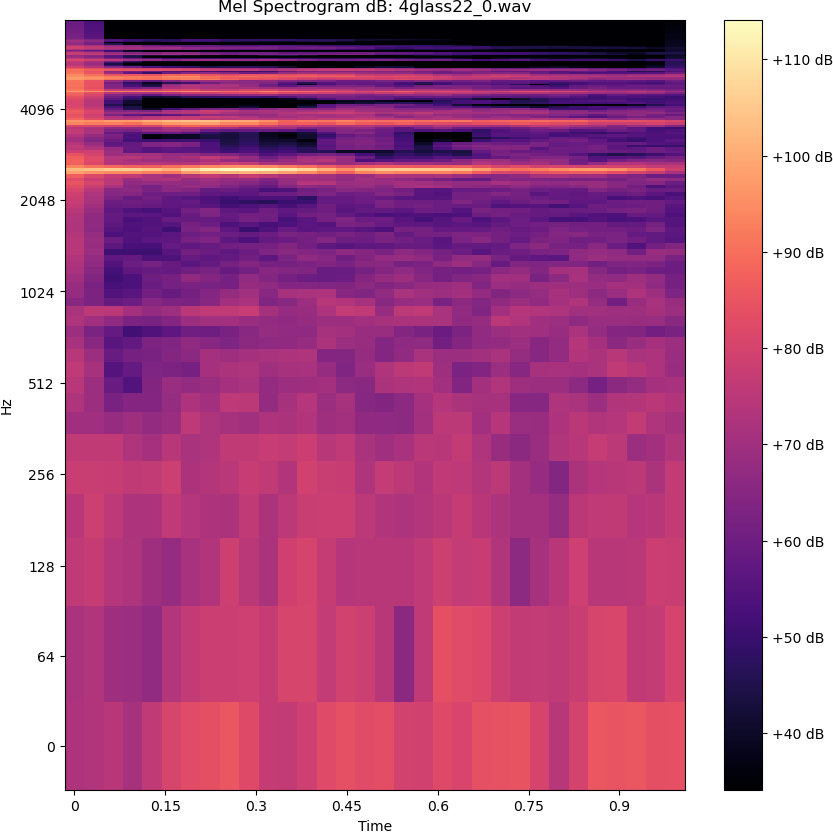 Mel Spectrogram dB: 4glass22_0.wav
Hz
4096
2048
1024
512
256
128
64
0
0 0.15 0.3 0.45 0.6 0.75 0.9
Time
+110 dB
+100 dB
+90 dB
+80 dB
+70 dB
+60 dB
+50 dB
+40 dB